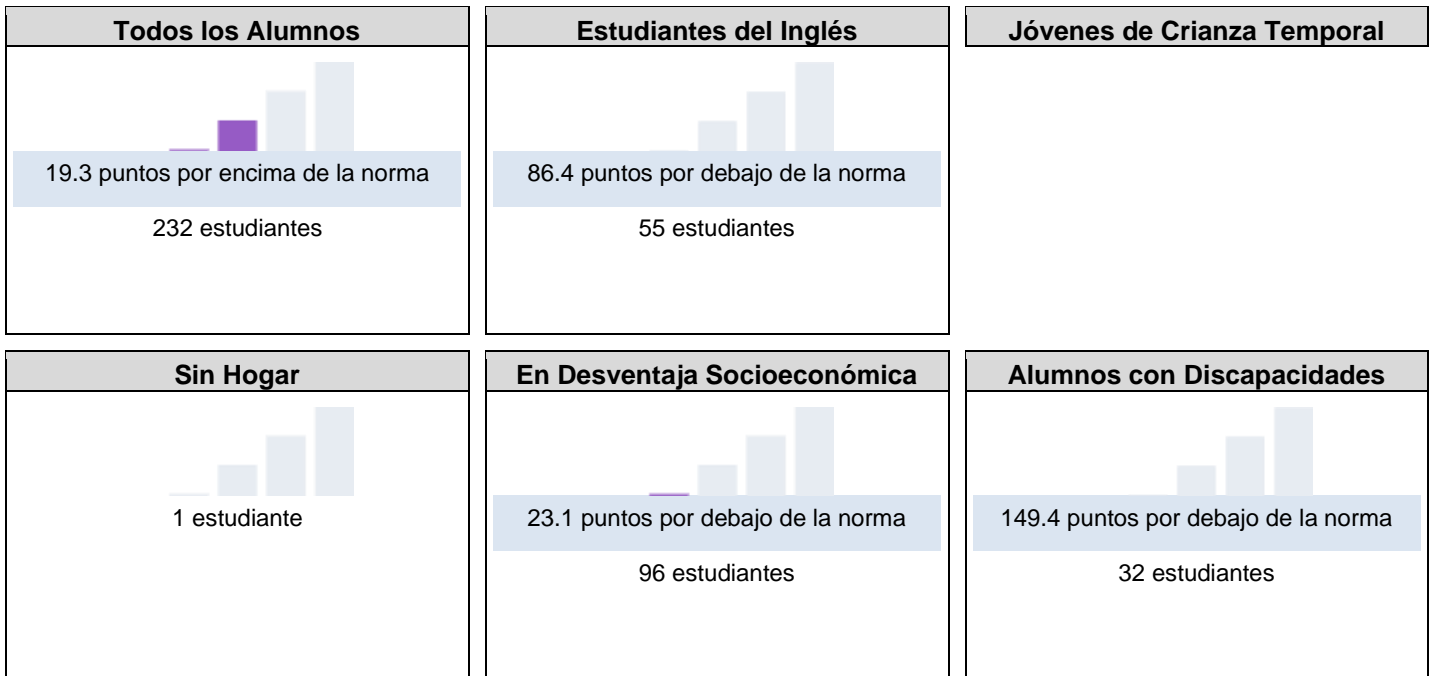 Todos los Alumnos
19.3 puntos por encima de la norma
232 estudiantes
Estudiantes del Inglés
86.4 puntos por debajo de la norma
55 estudiantes
Jóvenes de Crianza Temporal
Sin Hogar
1 estudiante
En Desventaja Socioeconómica
23.1 puntos por debajo de la norma
96 estudiantes
Alumnos con Discapacidades
149.4 puntos por debajo de la norma
32 estudiantes